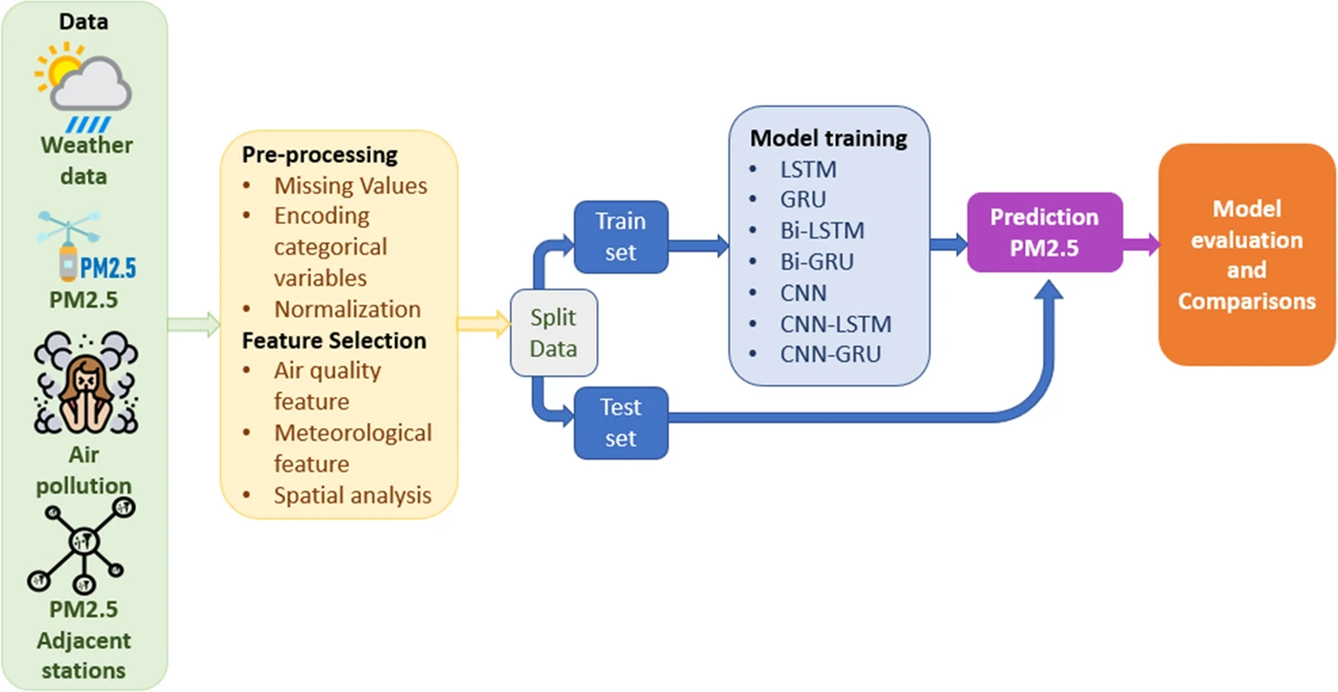 Data
Weather
data
PM2.5
PM2.5
Air
pollution
PM2.5
Adjacent
stations
Pre-processing
• Missing Values
• Encoding
categorical
variables
• Normalization
Feature Selection
• Air quality
feature
• Meteorological
feature
• Spatial analysis
Split
Data
Train
set
Test
set
Model training
• LSTM
• GRU
• Bi-LSTM
• Bi-GRU
• CNN
• CNN-LSTM
• CNN-GRU
Prediction
PM2.5
Model
evaluation
and
Comparisons